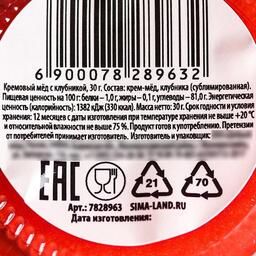 6 900078 289632
Кремовый мёд с клубникой, 30 г. Состав: крем-мёд, клубника (сублимированная).
Пищевая ценность на 100 г: белки – 1,0 г, жиры – 0,1 г, углеводы – 81,0 г. Энергетическая
ценность (калорийность): 1382 кДж (330 ккал). Масса нетто: 30 г. Срок годности и условия
хранения: 12 месяцев с даты изготовления при температуре хранения не выше +20 °С
и относительной влажности не выше 75 %. Продукт готов к употреблению. Претензии
от потребителей принимает изготовитель. Изготовитель и упаковщик:
EAC
21
70
Арт.: 7828963
SIMA-LAND.RU
Дата изготовления: